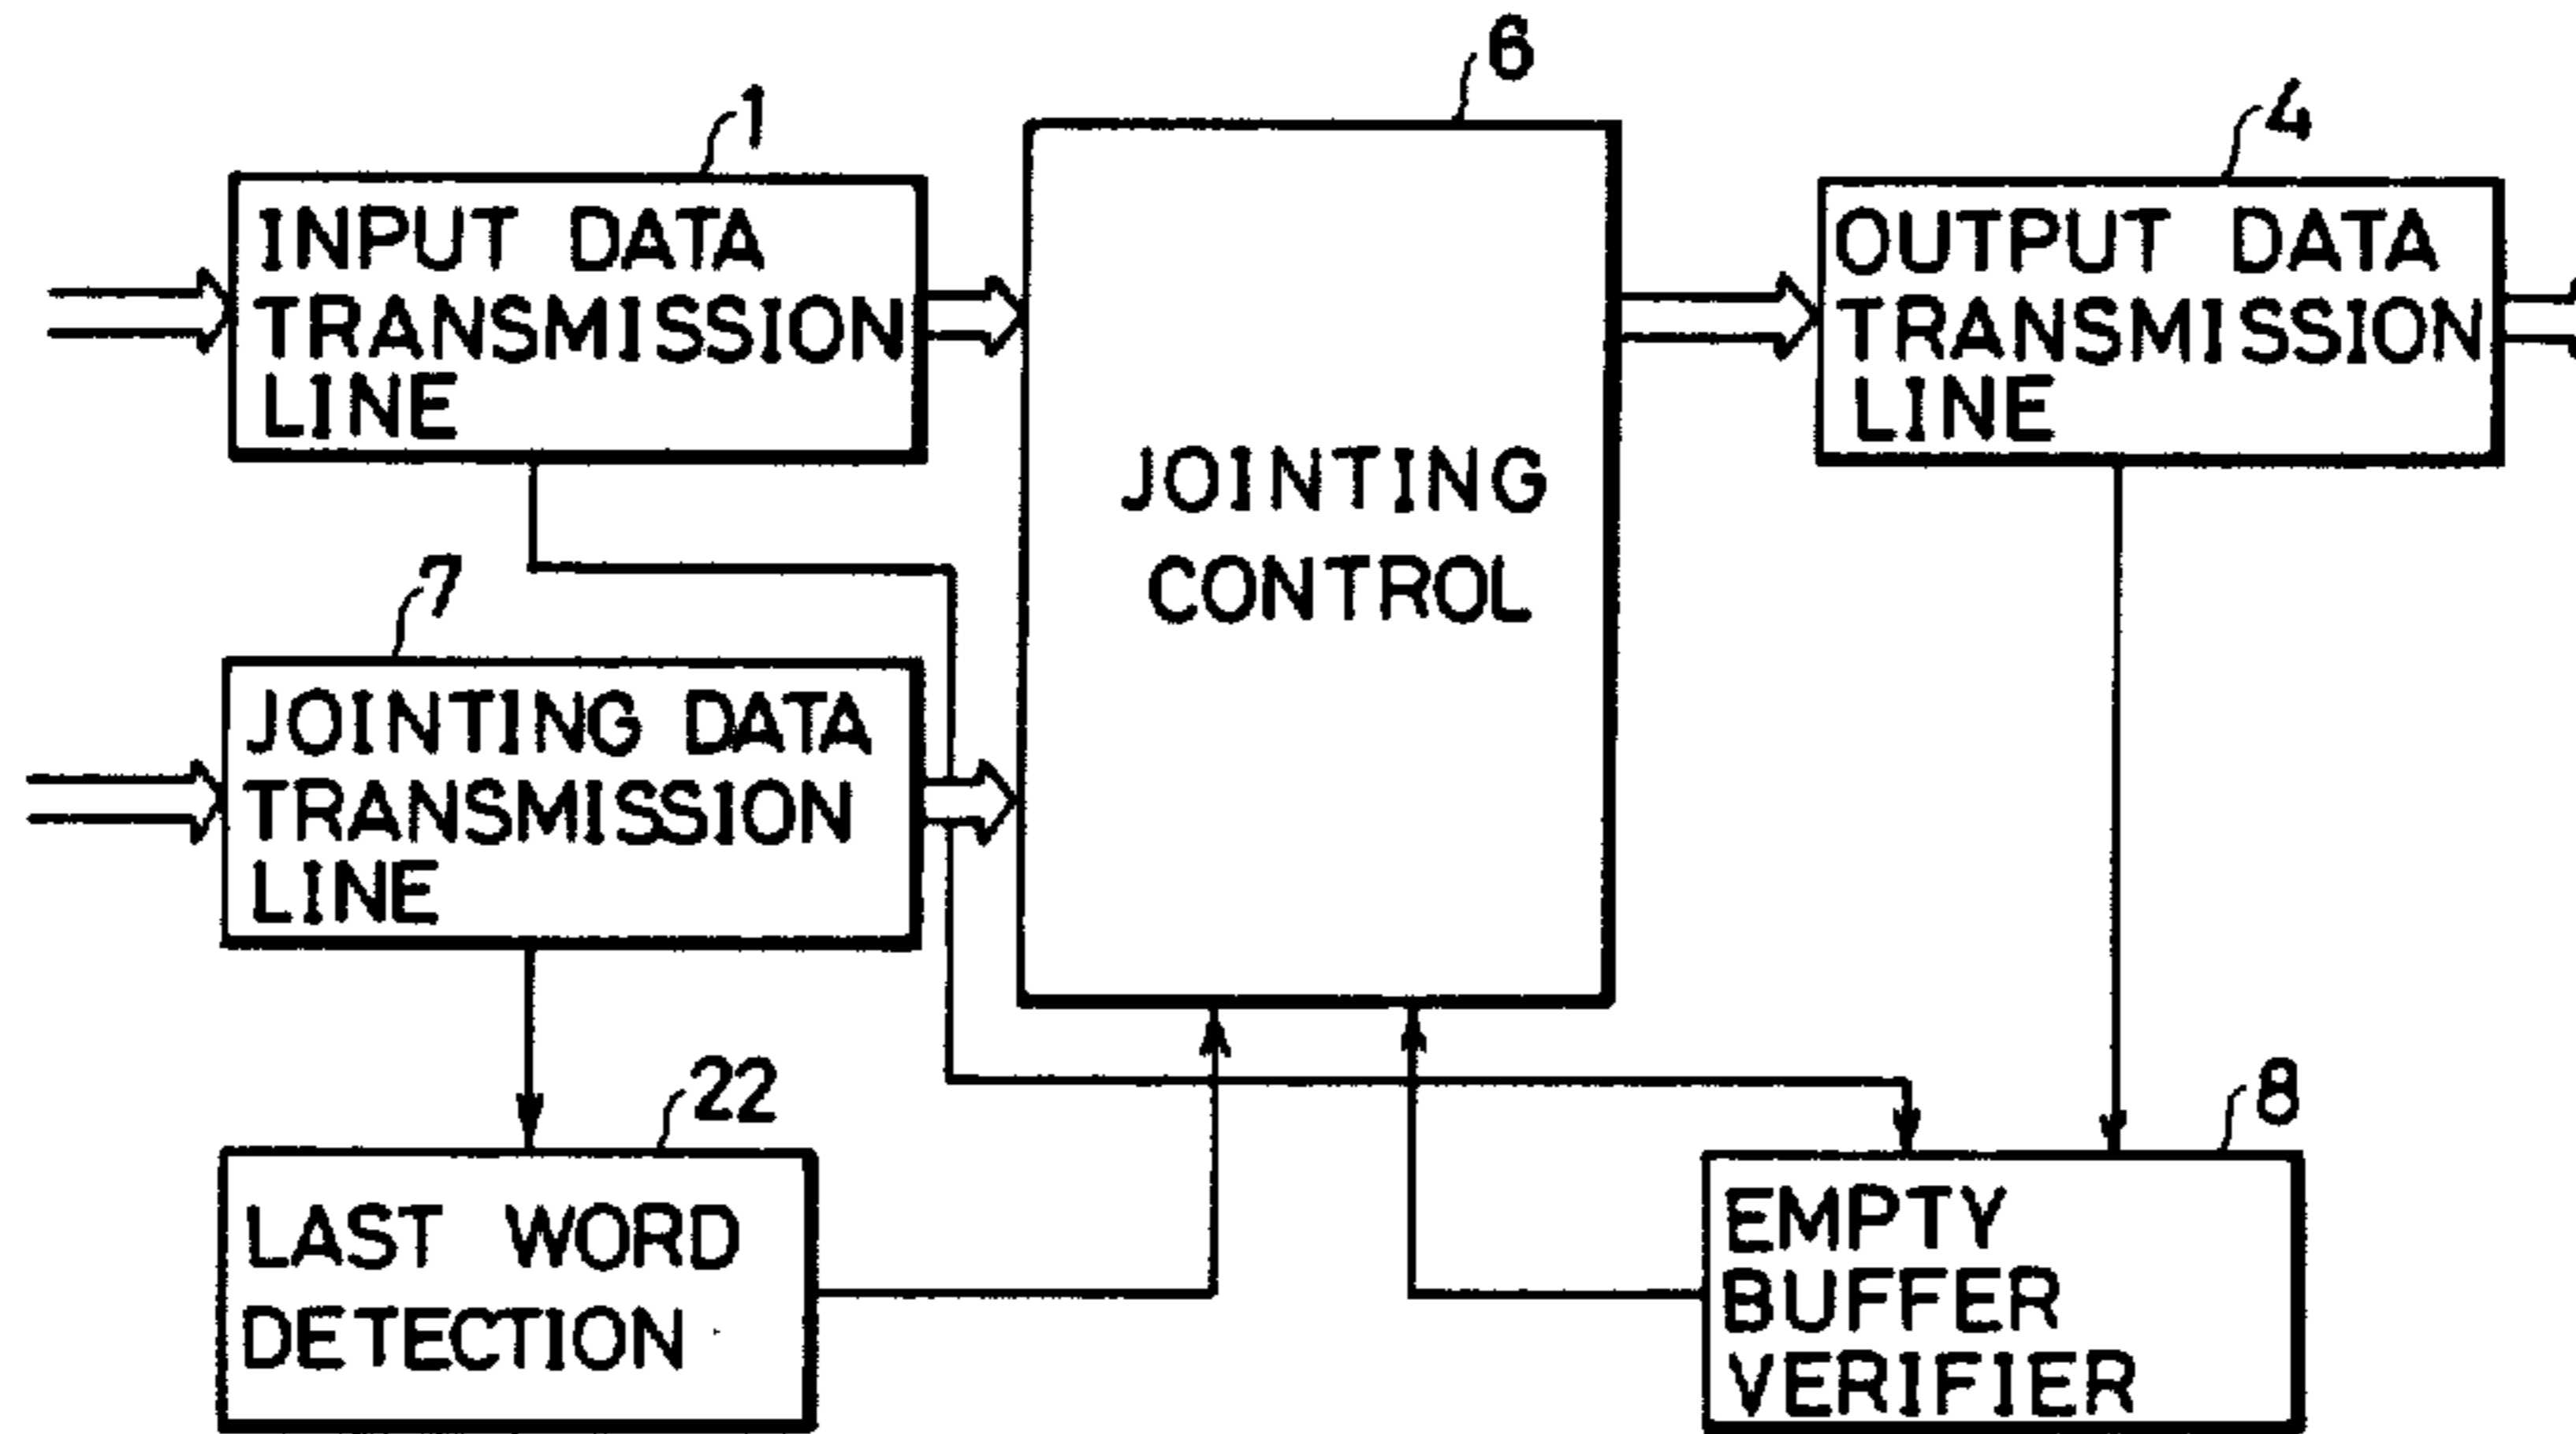 1
INPUT DATA
TRANSMISSION
LINE
6
JOINTING
CONTROL
4
OUTPUT DATA
TRANSMISSION
LINE
7
JOINTING DATA
TRANSMISSION
LINE
22
LAST WORD
DETECTION
8
EMPTY
BUFFER
VERIFIER